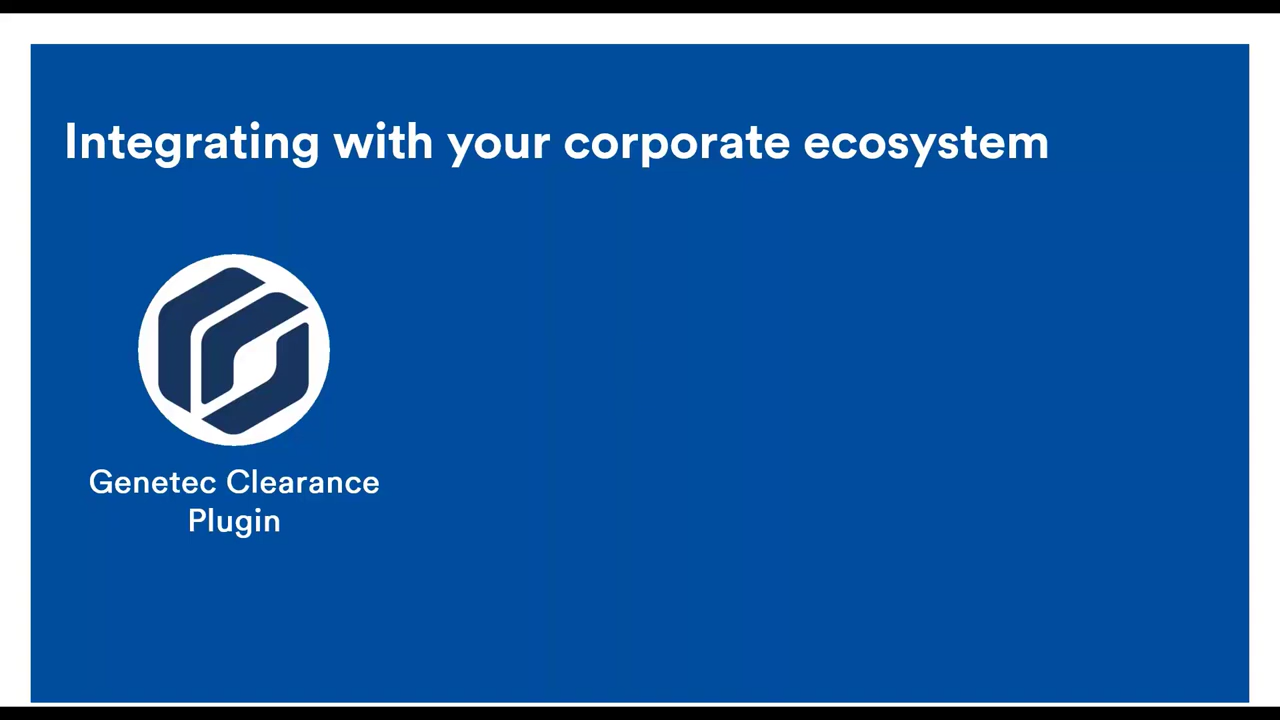 Integrating with your corporate ecosystem
Genetec Clearance
Plugin